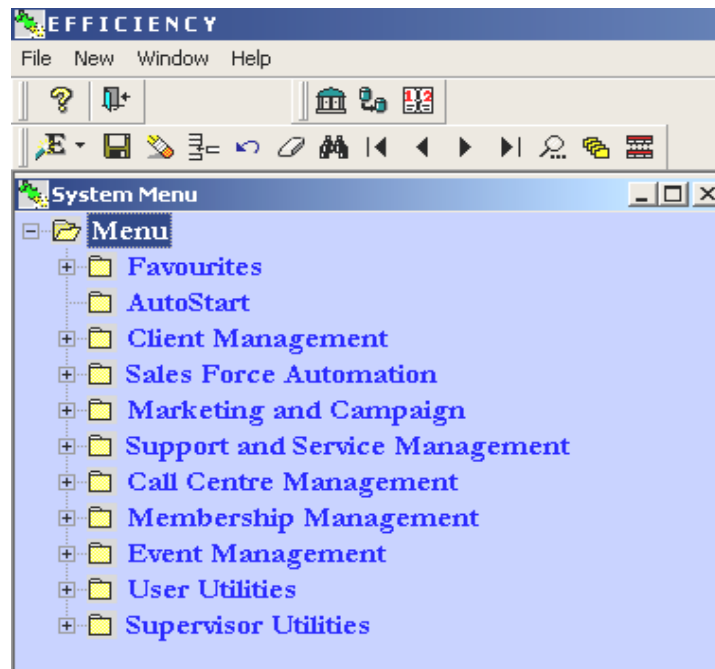 EFFICIENCY
File New Window Help
E
System Menu
Menu
Favourites
AutoStart
Client Management
Sales Force Automation
Marketing and Campaign
Support and Service Management
Call Centre Management
Membership Management
Event Management
User Utilities
Supervisor Utilities